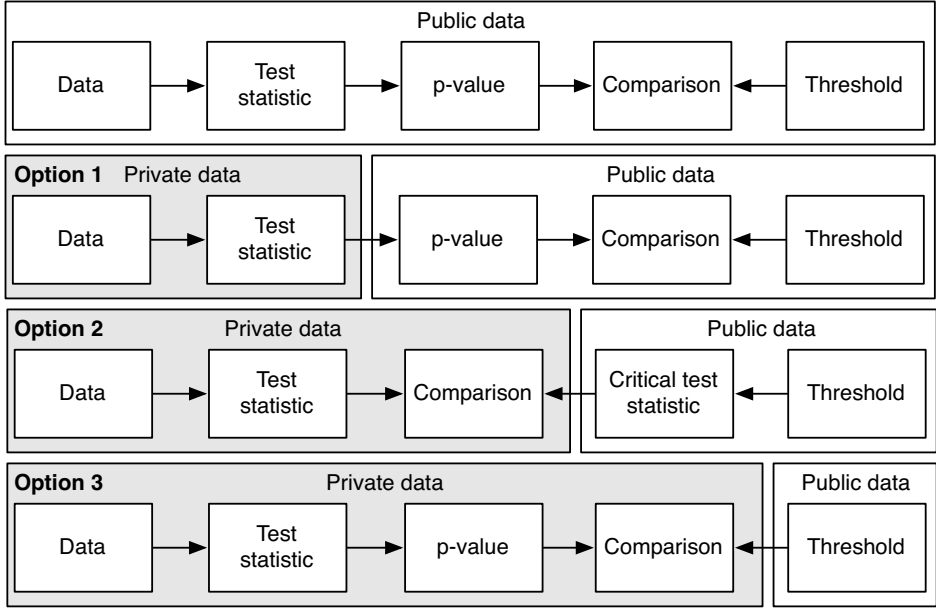 Public data
Data
Test
statistic
p-value
Comparison
Threshold
Option 1
Private data
Public data
Data
Test
statistic
p-value
Comparison
Threshold
Option 2
Private data
Public data
Data
Test
statistic
Comparison
Critical test
statistic
Threshold
Option 3
Private data
Public data
Data
Test
statistic
p-value
Comparison
Threshold